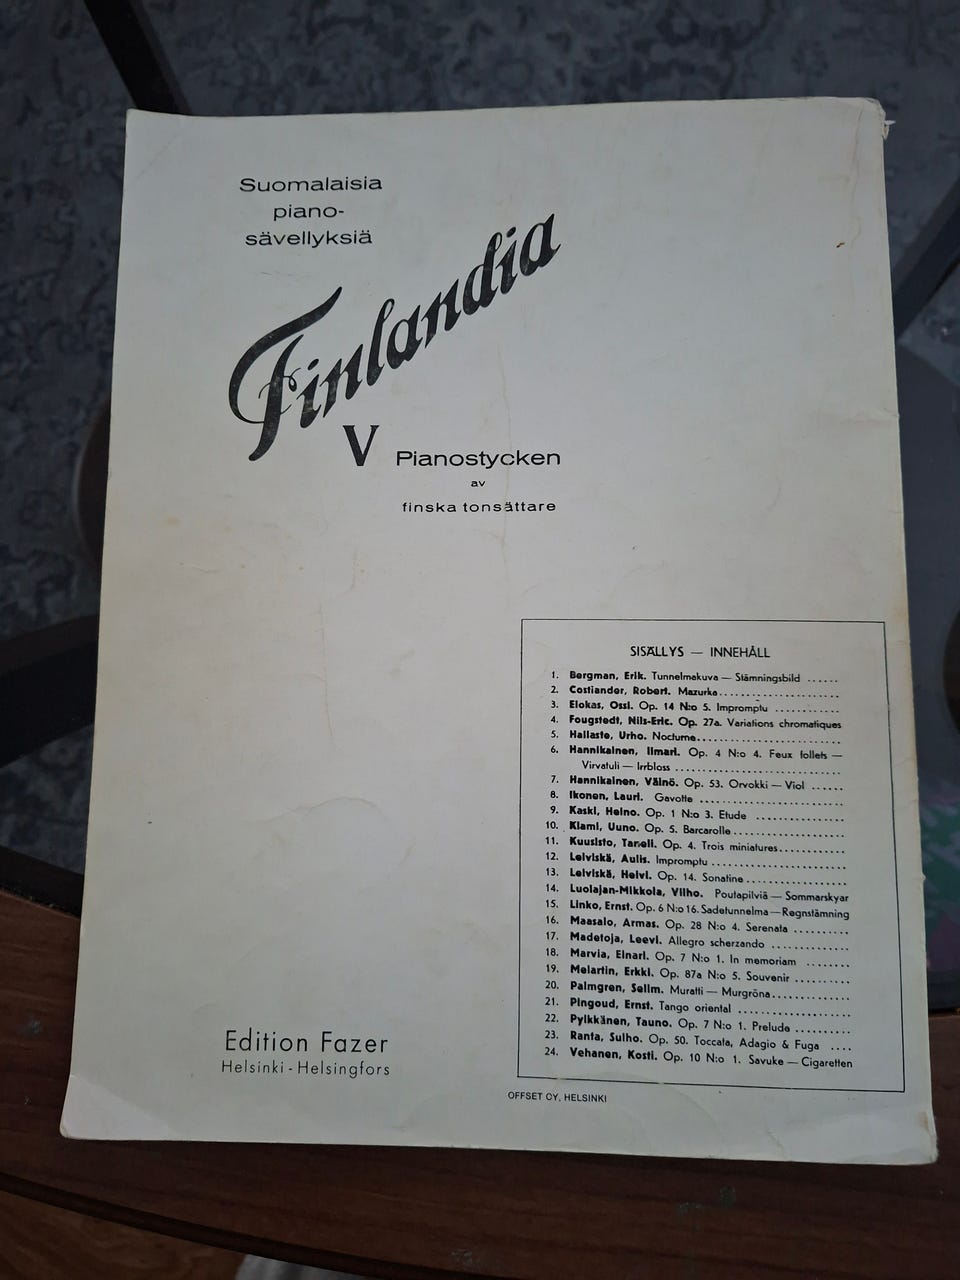 Suomalaisia
piano-
sävellyksiä
Finlandia
V Pianostycken
av
finska tonsättare
SISÄLLYS — INNEHÅLL
1. Bergman, Erik. Tunnelmakuva — Stämningsbild ......
2. Costiander, Robert. Mazurka......................
3. Elokas, Ossi. Op. 14 N:o 5. Impromptu ............
4. Fougstedt, Nils-Eric. Op. 27a. Variations chromatiques
5. Hallaste, Urho. Nocturne..........................
6. Hannikainen, Ilmari. Op. 4 N:o 4. Feux follets —
Virvatuli — Irrbloss ..............................
7. Hannikainen, Väinö. Op. 53. Orvokki — Viol ......
8. Ikonen, Lauri. Gavotte ..........................
9. Kaski, Heino. Op. 1 N:o 3. Etude ................
10. Klami, Uuno. Op. 5. Barcarolle....................
11. Kuusisto, Taneli. Op. 4. Trois miniatures............
12. Leiviskä, Aulis. Impromptu ........................
13. Leiviskä, Helvi. Op. 14. Sonatine..................
14. Luolajan-Mikkola, Vilho. Poutapilviä — Sommarskyar
15. Linko, Ernst. Op. 6 N:o 16. Sadetunnelma — Regnstämning
16. Maasalo, Armas. Op. 28 N:o 4. Serenata ..........
17. Madetoja, Leevi. Allegro scherzando ..............
18. Marvia, Einari. Op. 7 N:o 1. In memoriam ........
19. Melartin, Erkki. Op. 87a N:o 5. Souvenir ..........
20. Palmgren, Selim. Muratti — Murgröna..............
21. Pingoud, Ernst. Tango oriental ....................
22. Pylkkänen, Tauno. Op. 7 N:o 1. Prelude ..........
23. Ranta, Sulho. Op. 50. Toccata, Adagio & Fuga ....
24. Vehanen, Kosti. Op. 10 N:o 1. Savuke — Cigaretten
Edition Fazer
Helsinki - Helsingfors
OFFSET OY, HELSINKI